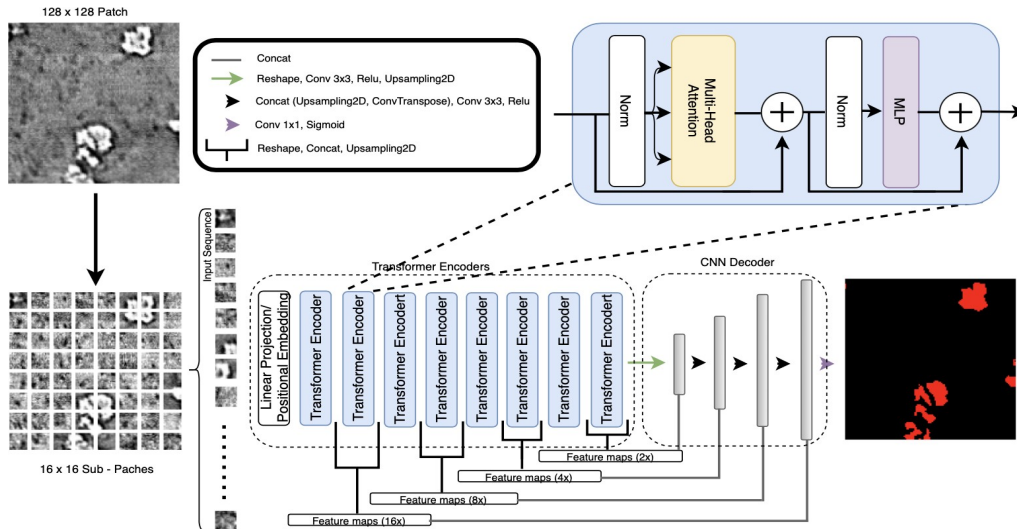 128 x 128 Patch
Concat
Reshape, Conv 3x3, Relu, Upsampling2D
Concat (Upsampling2D, ConvTranspose), Conv 3x3, Relu
Conv 1x1, Sigmoid
Reshape, Concat, Upsampling2D
Norm
Multi-Head
Attention
Norm
MLP
Input Sequence
16 x 16 Sub - Paches
Transformer Encoders
Linear Projection/
Positional Embedding
Transformer Encoder
Transformer Encoder
Transformer Encodert
Transformer Encoder
Transformer Encoder
Transformer Encoder
Transformer Encoder
Transformer Encodert
CNN Decoder
Feature maps (2x)
Feature maps (4x)
Feature maps (8x)
Feature maps (16x)